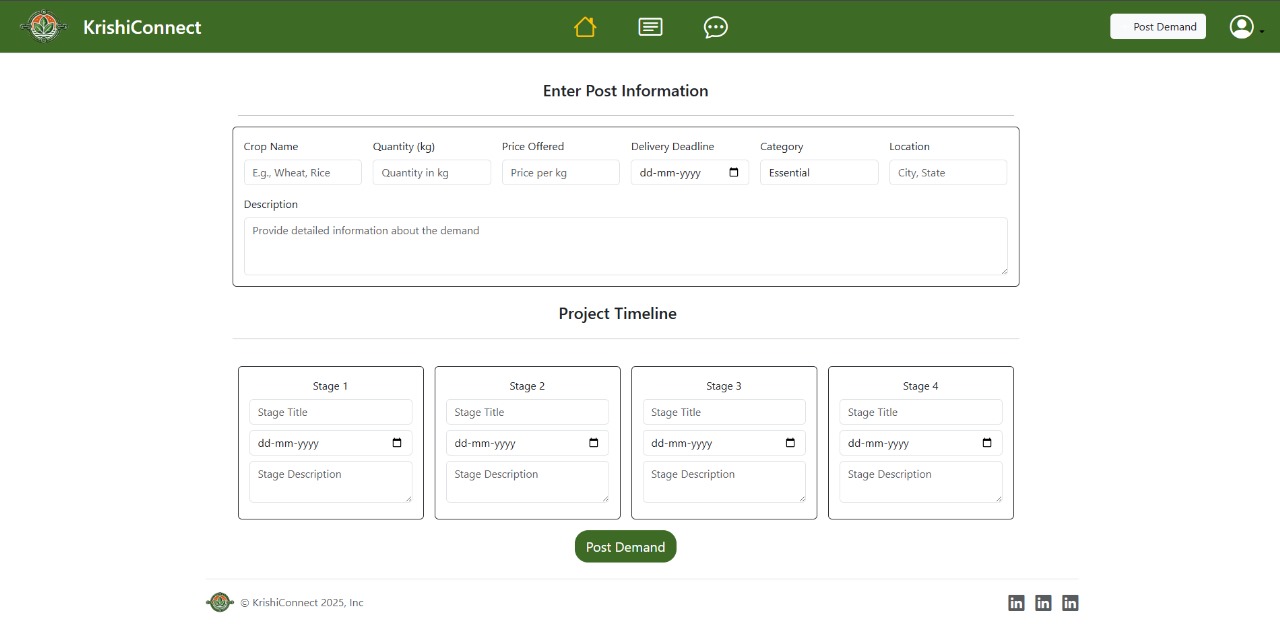 KrishiConnect
Post Demand
Enter Post Information
Crop Name Quantity (kg) Price Offered Delivery Deadline Category Location
E.g., Wheat, Rice Quantity in kg Price per kg dd-mm-yyyy Essential City, State
Description
Provide detailed information about the demand
Project Timeline
Stage 1 Stage 2 Stage 3 Stage 4
Stage Title Stage Title Stage Title Stage Title
dd-mm-yyyy dd-mm-yyyy dd-mm-yyyy dd-mm-yyyy
Stage Description Stage Description Stage Description Stage Description
Post Demand
© KrishiConnect 2025, Inc
in in in